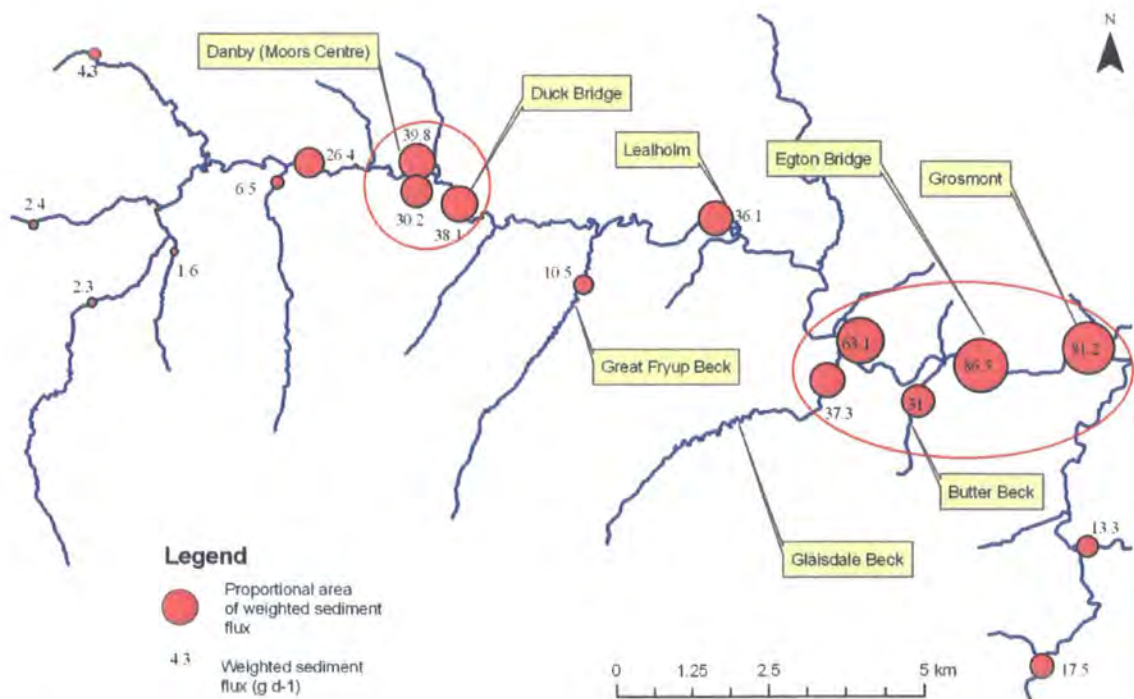 N
Danby (Moors Centre)
Duck Bridge
Lealholm
Egton Bridge
Grosmont
4.3
39.8
26.4
6.5
30.2
38.1
36.1
2.4
1.6
2.3
10.5
63.1
86.5
81.2
31
37.3
Great Fryup Beck
Butter Beck
Glaisdale Beck
13.3
17.5
Legend
Proportional area
of weighted sediment
flux
4.3
Weighted sediment
flux (g d-1)
0 1.25 2.5 5 km